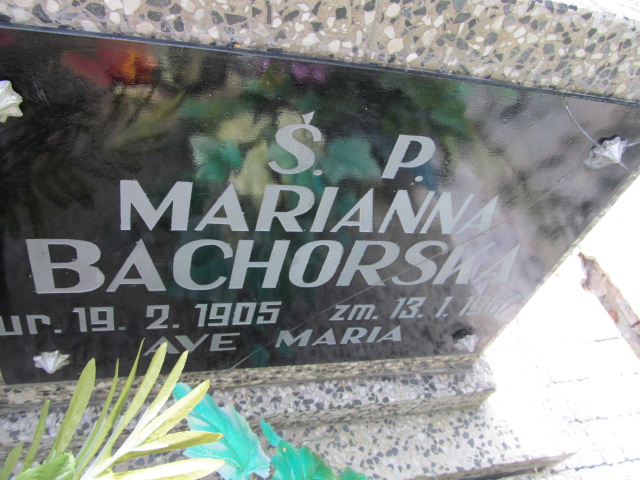 Ś. P.
MARIANNA
BACHORSKA
ur. 19. 2. 1905 zm. 13. 1.
AVE MARIA